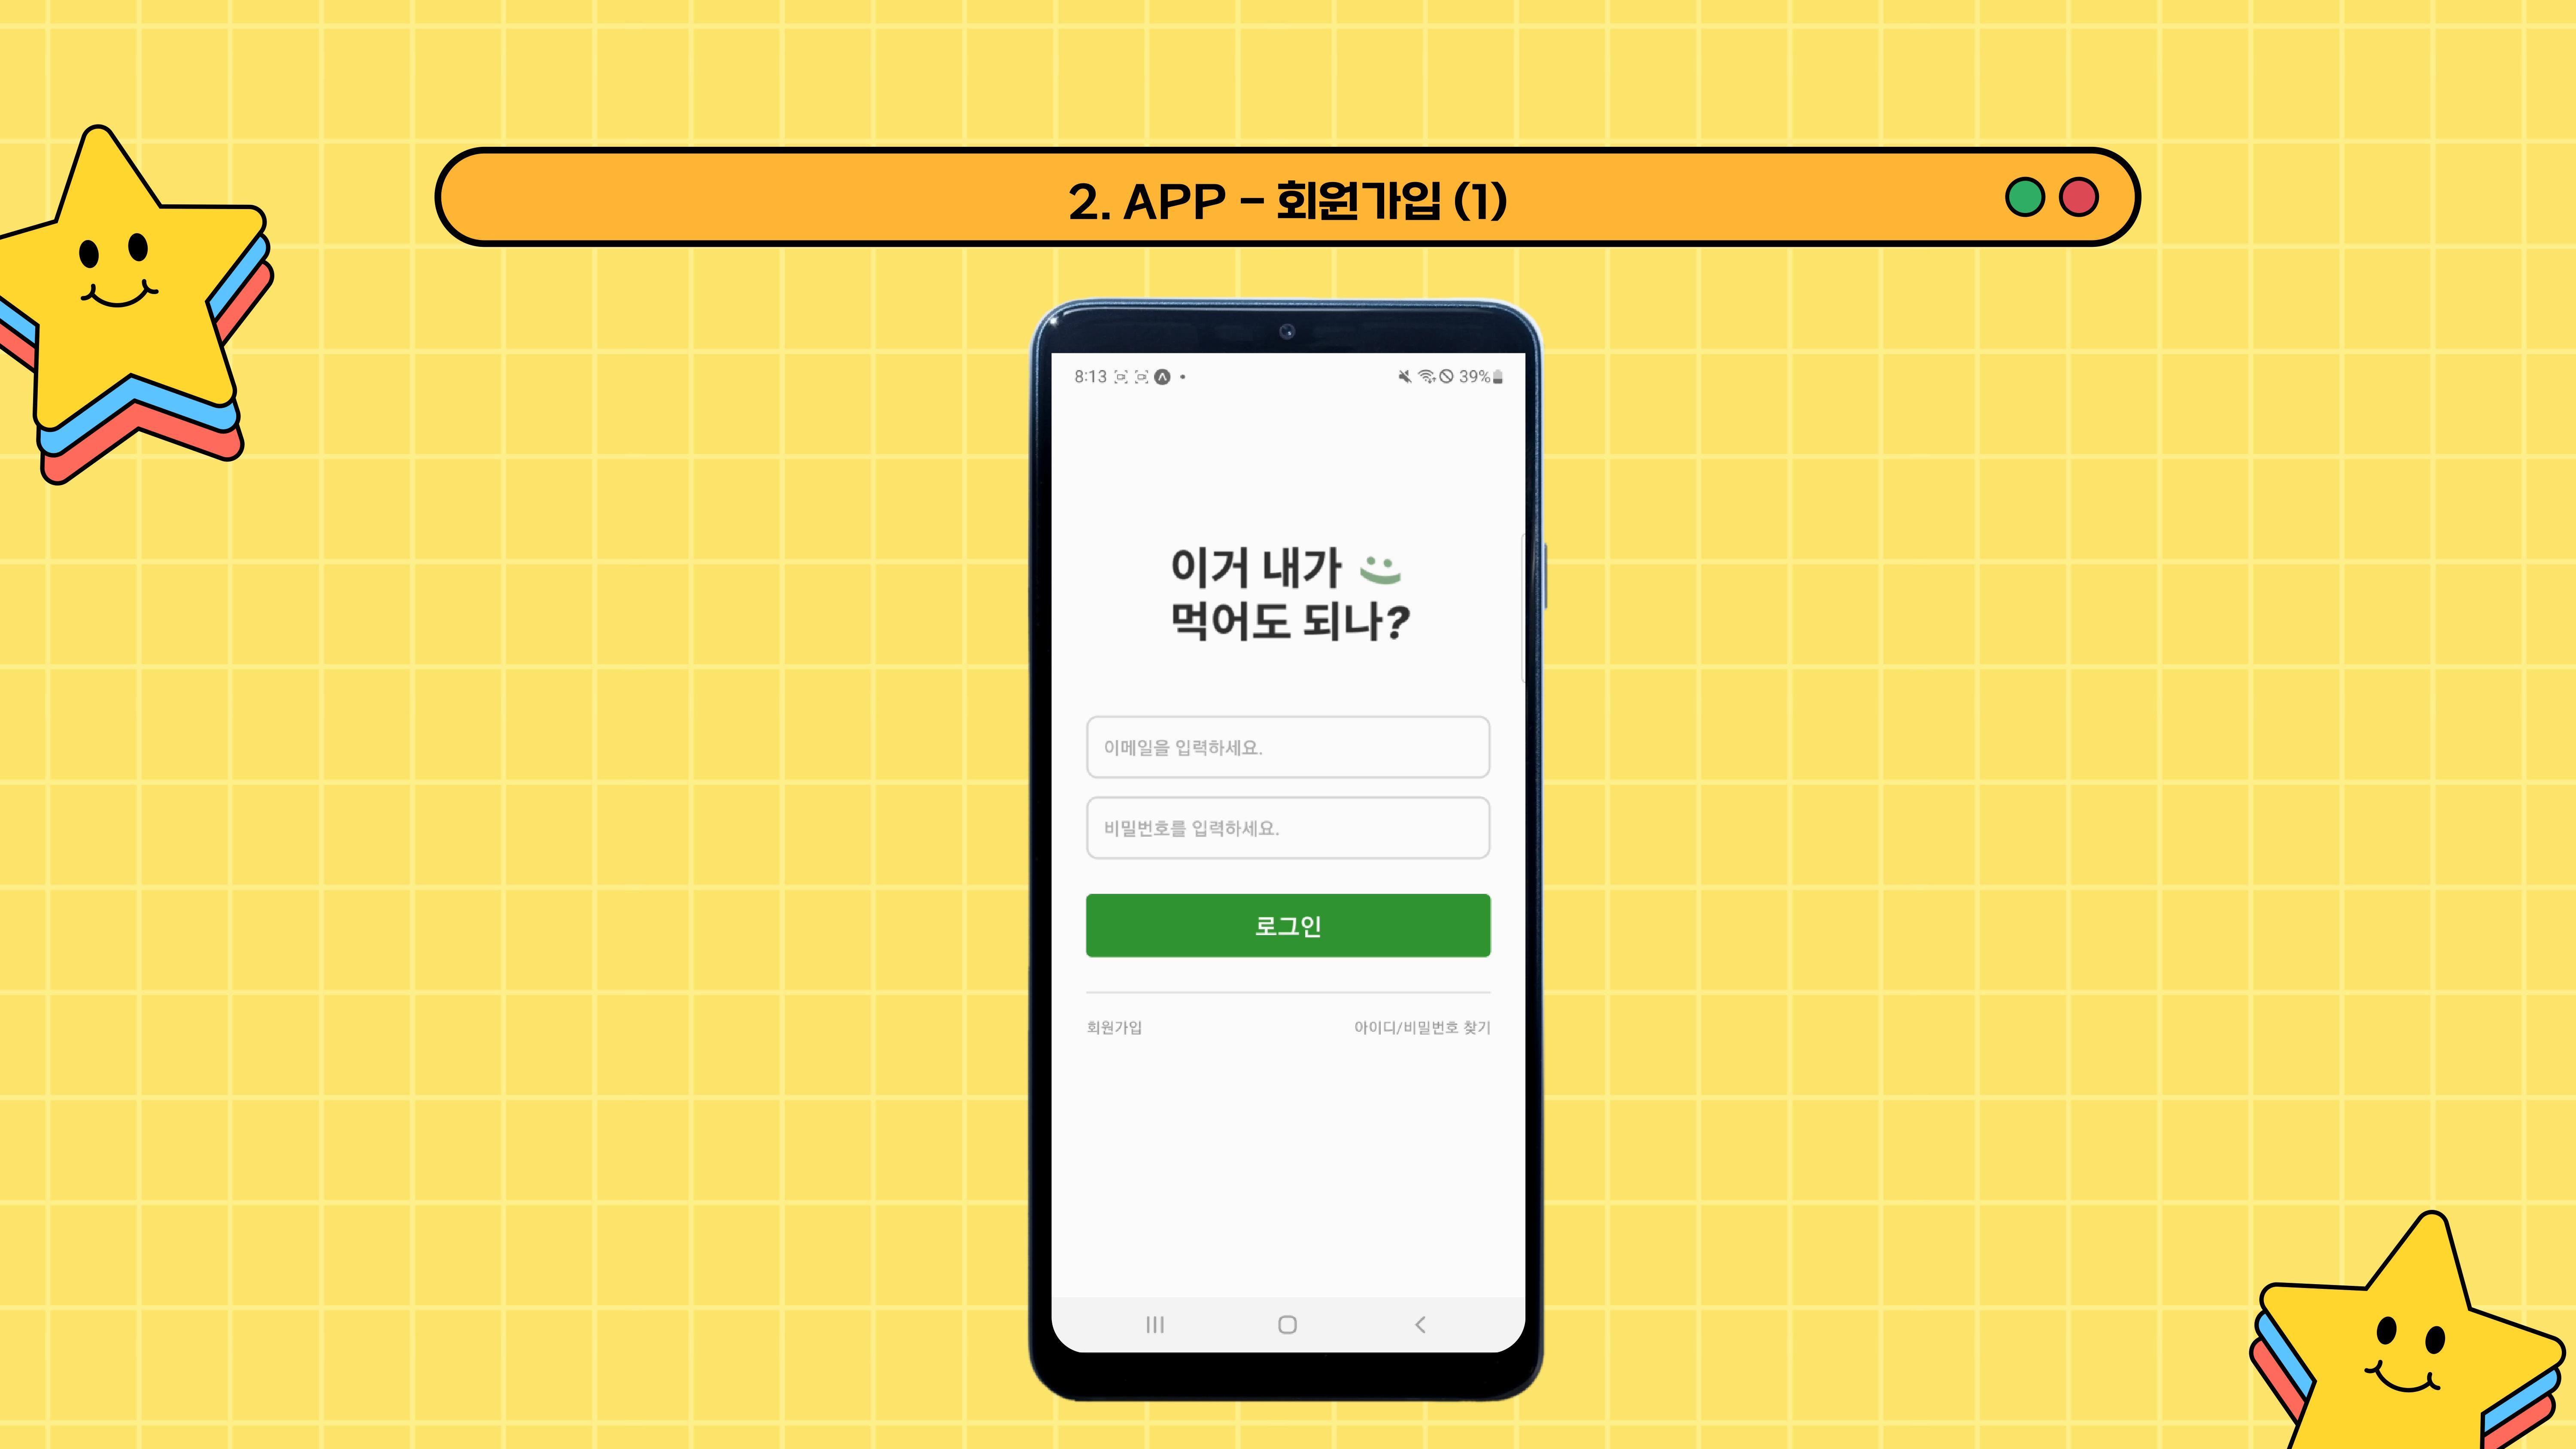 2. APP - 회원가입 (1)
8:13
39%
이거 내가
먹어도 되나?
이메일을 입력하세요.
비밀번호를 입력하세요.
로그인
회원가입
아이디/비밀번호 찾기